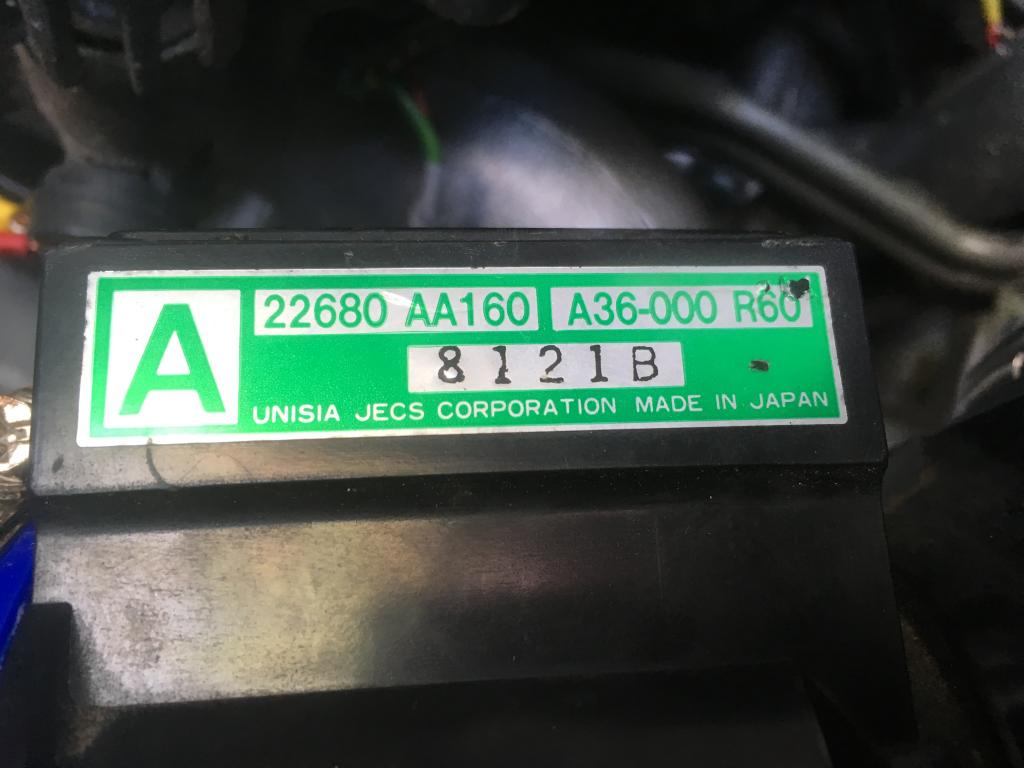 A
22680 AA160 A36-000 R60
8121B
UNISIA JECS CORPORATION MADE IN JAPAN